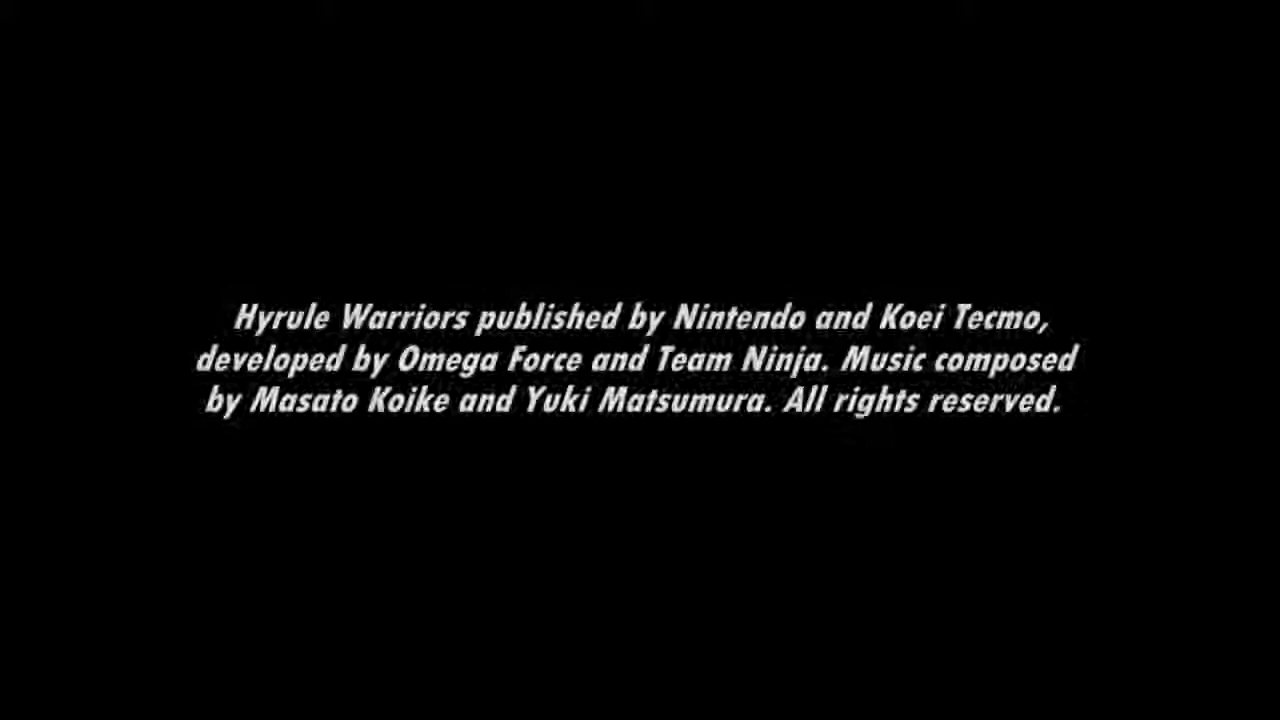 Hyrule Warriors published by Nintendo and Koei Tecmo,
developed by Omega Force and Team Ninja. Music composed
by Masato Koike and Yuki Matsumura. All rights reserved.